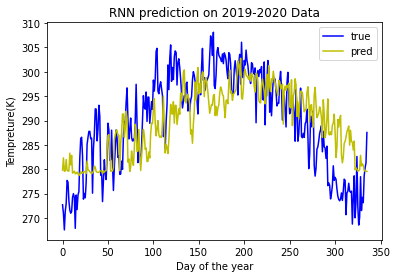 RNN prediction on 2019-2020 Data
true
pred
Tempreture(K)
310
305
300
295
290
285
280
275
270
0 50 100 150 200 250 300 350
Day of the year